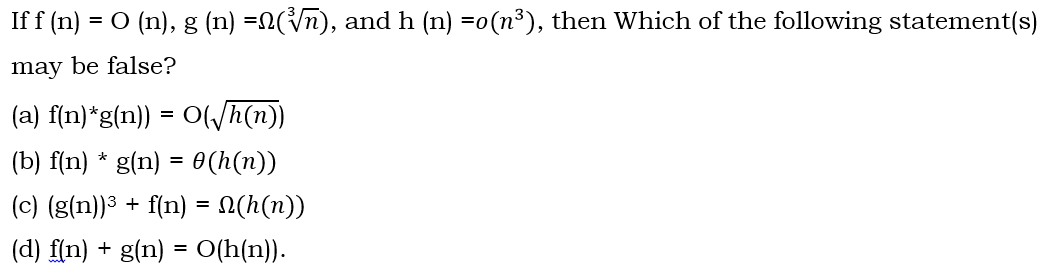 If f (n) = O (n), g (n) =Ω(∛n), and h (n) =o(n³), then Which of the following statement(s)
may be false?
(a) f(n)*g(n)) = O(√h(n))
(b) f(n) * g(n) = θ(h(n))
(c) (g(n))³ + f(n) = Ω(h(n))
(d) f(n) + g(n) = O(h(n)).